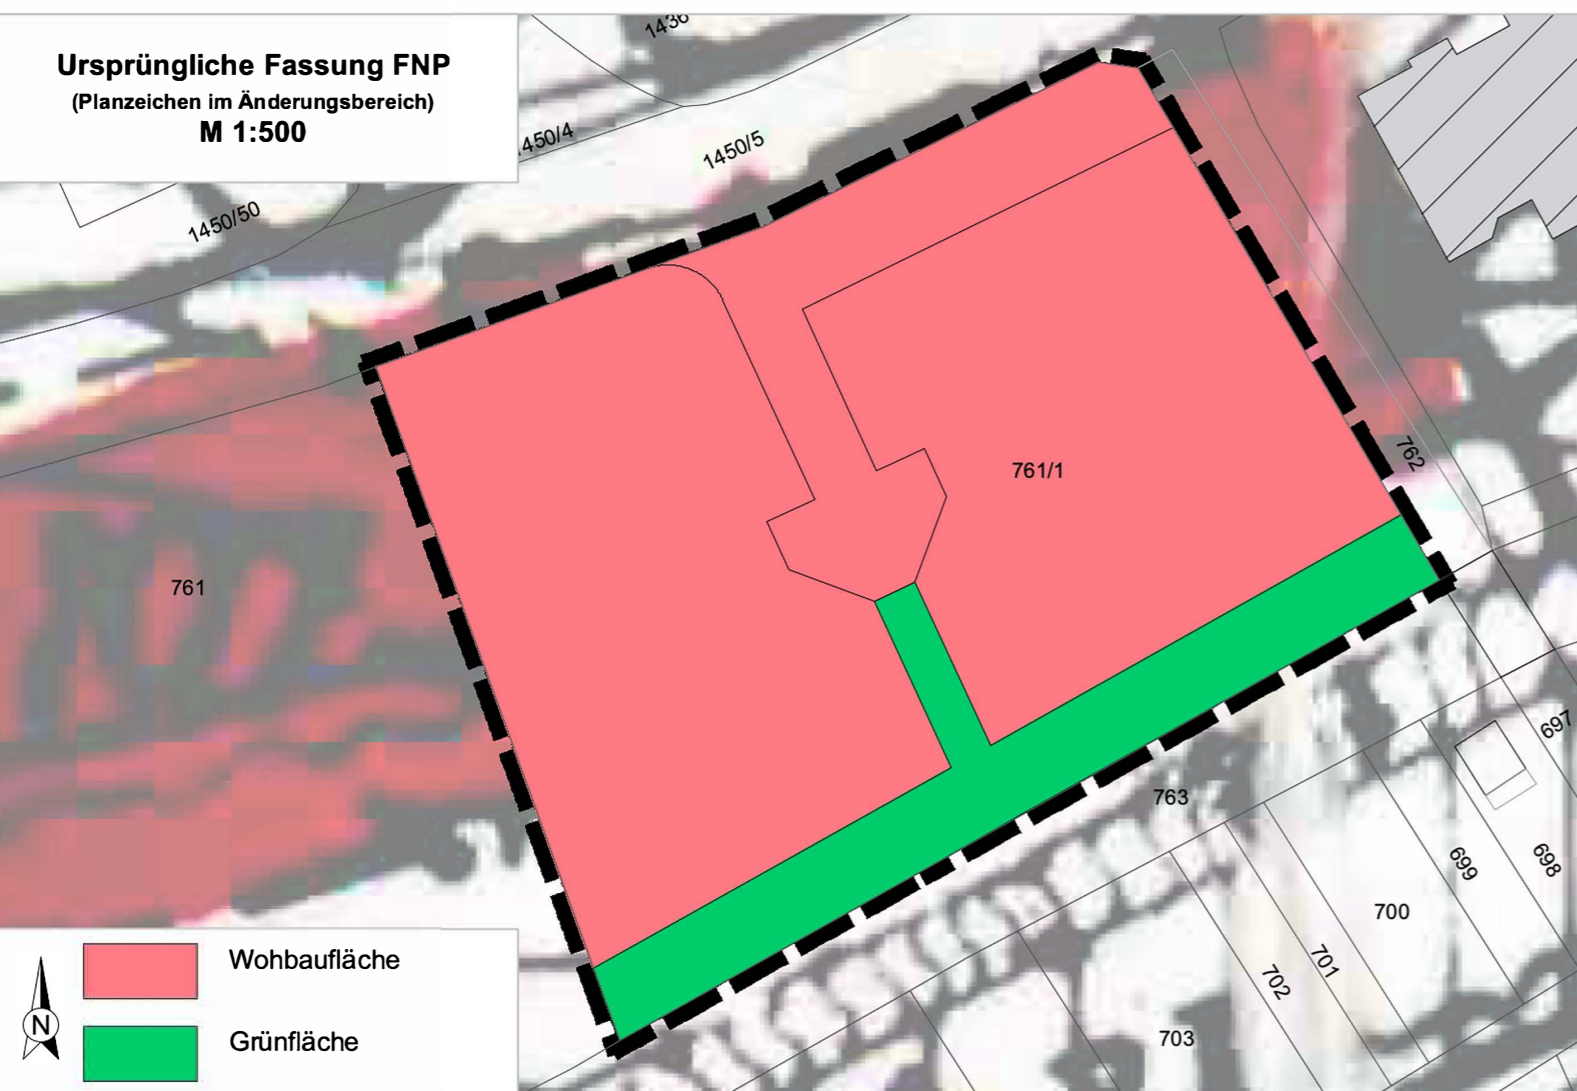 Ursprüngliche Fassung FNP
(Planzeichen im Änderungsbereich)
M 1:500
1436
1450/4
1450/5
1450/50
761/1
762
761
697
763
699
698
700
701
702
703
Wohbaufläche
Grünfläche
N